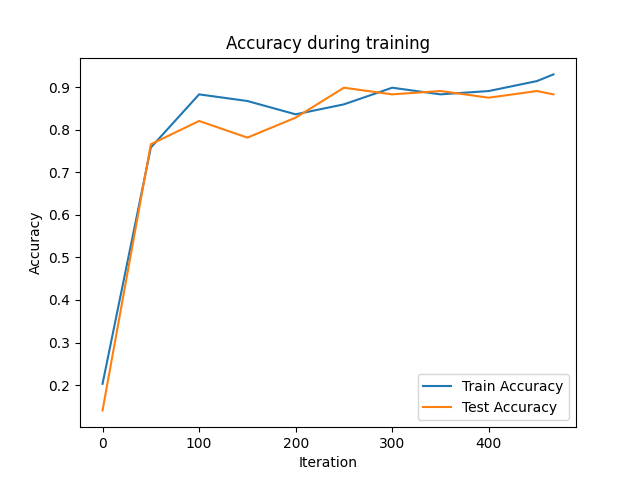 Accuracy during training
Accuracy
0.9
0.8
0.7
0.6
0.5
0.4
0.3
0.2
0
100
200
300
400
Iteration
Train Accuracy
Test Accuracy